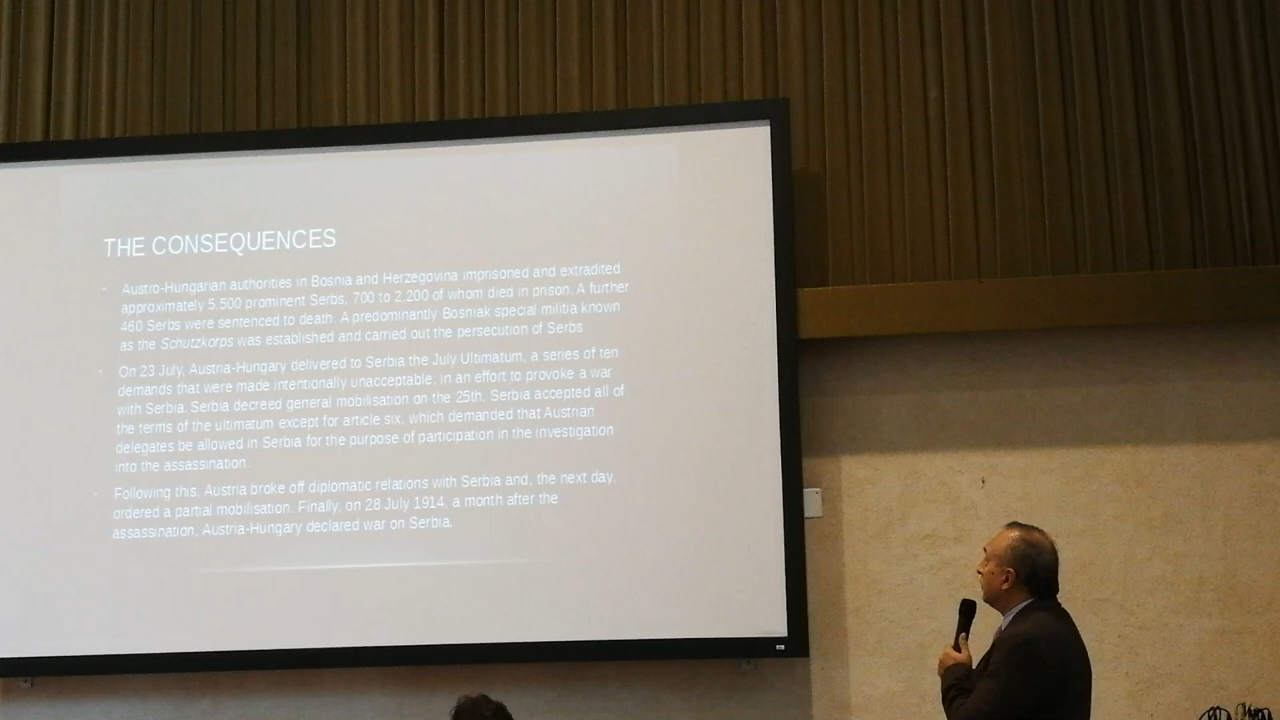 THE CONSEQUENCES
Austro-Hungarian authorities in Bosnia and Herzegovina imprisoned and extradited
approximately 5,500 prominent Serbs, 700 to 2,200 of whom died in prison. A further
460 Serbs were sentenced to death. A predominantly Bosniak special militia known
as the Schutzkorps was established and carried out the persecution of Serbs
On 23 July, Austria-Hungary delivered to Serbia the July Ultimatum, a series of ten
demands that were made intentionally unacceptable, in an effort to provoke a war
with Serbia. Serbia decreed general mobilisation on the 25th. Serbia accepted all of
the terms of the ultimatum except for article six, which demanded that Austrian
delegates be allowed in Serbia for the purpose of participation in the investigation
into the assassination.
Following this, Austria broke off diplomatic relations with Serbia and, the next day,
ordered a partial mobilisation. Finally, on 28 July 1914, a month after the
assassination, Austria-Hungary declared war on Serbia.